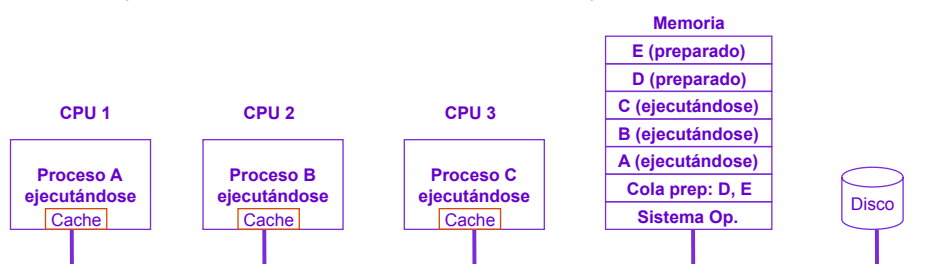 CPU 1
Proceso A
ejecutándose
Cache
CPU 2
Proceso B
ejecutándose
Cache
CPU 3
Proceso C
ejecutándose
Cache
Memoria
E (preparado)
D (preparado)
C (ejecutándose)
B (ejecutándose)
A (ejecutándose)
Cola prep: D, E
Sistema Op.
Disco